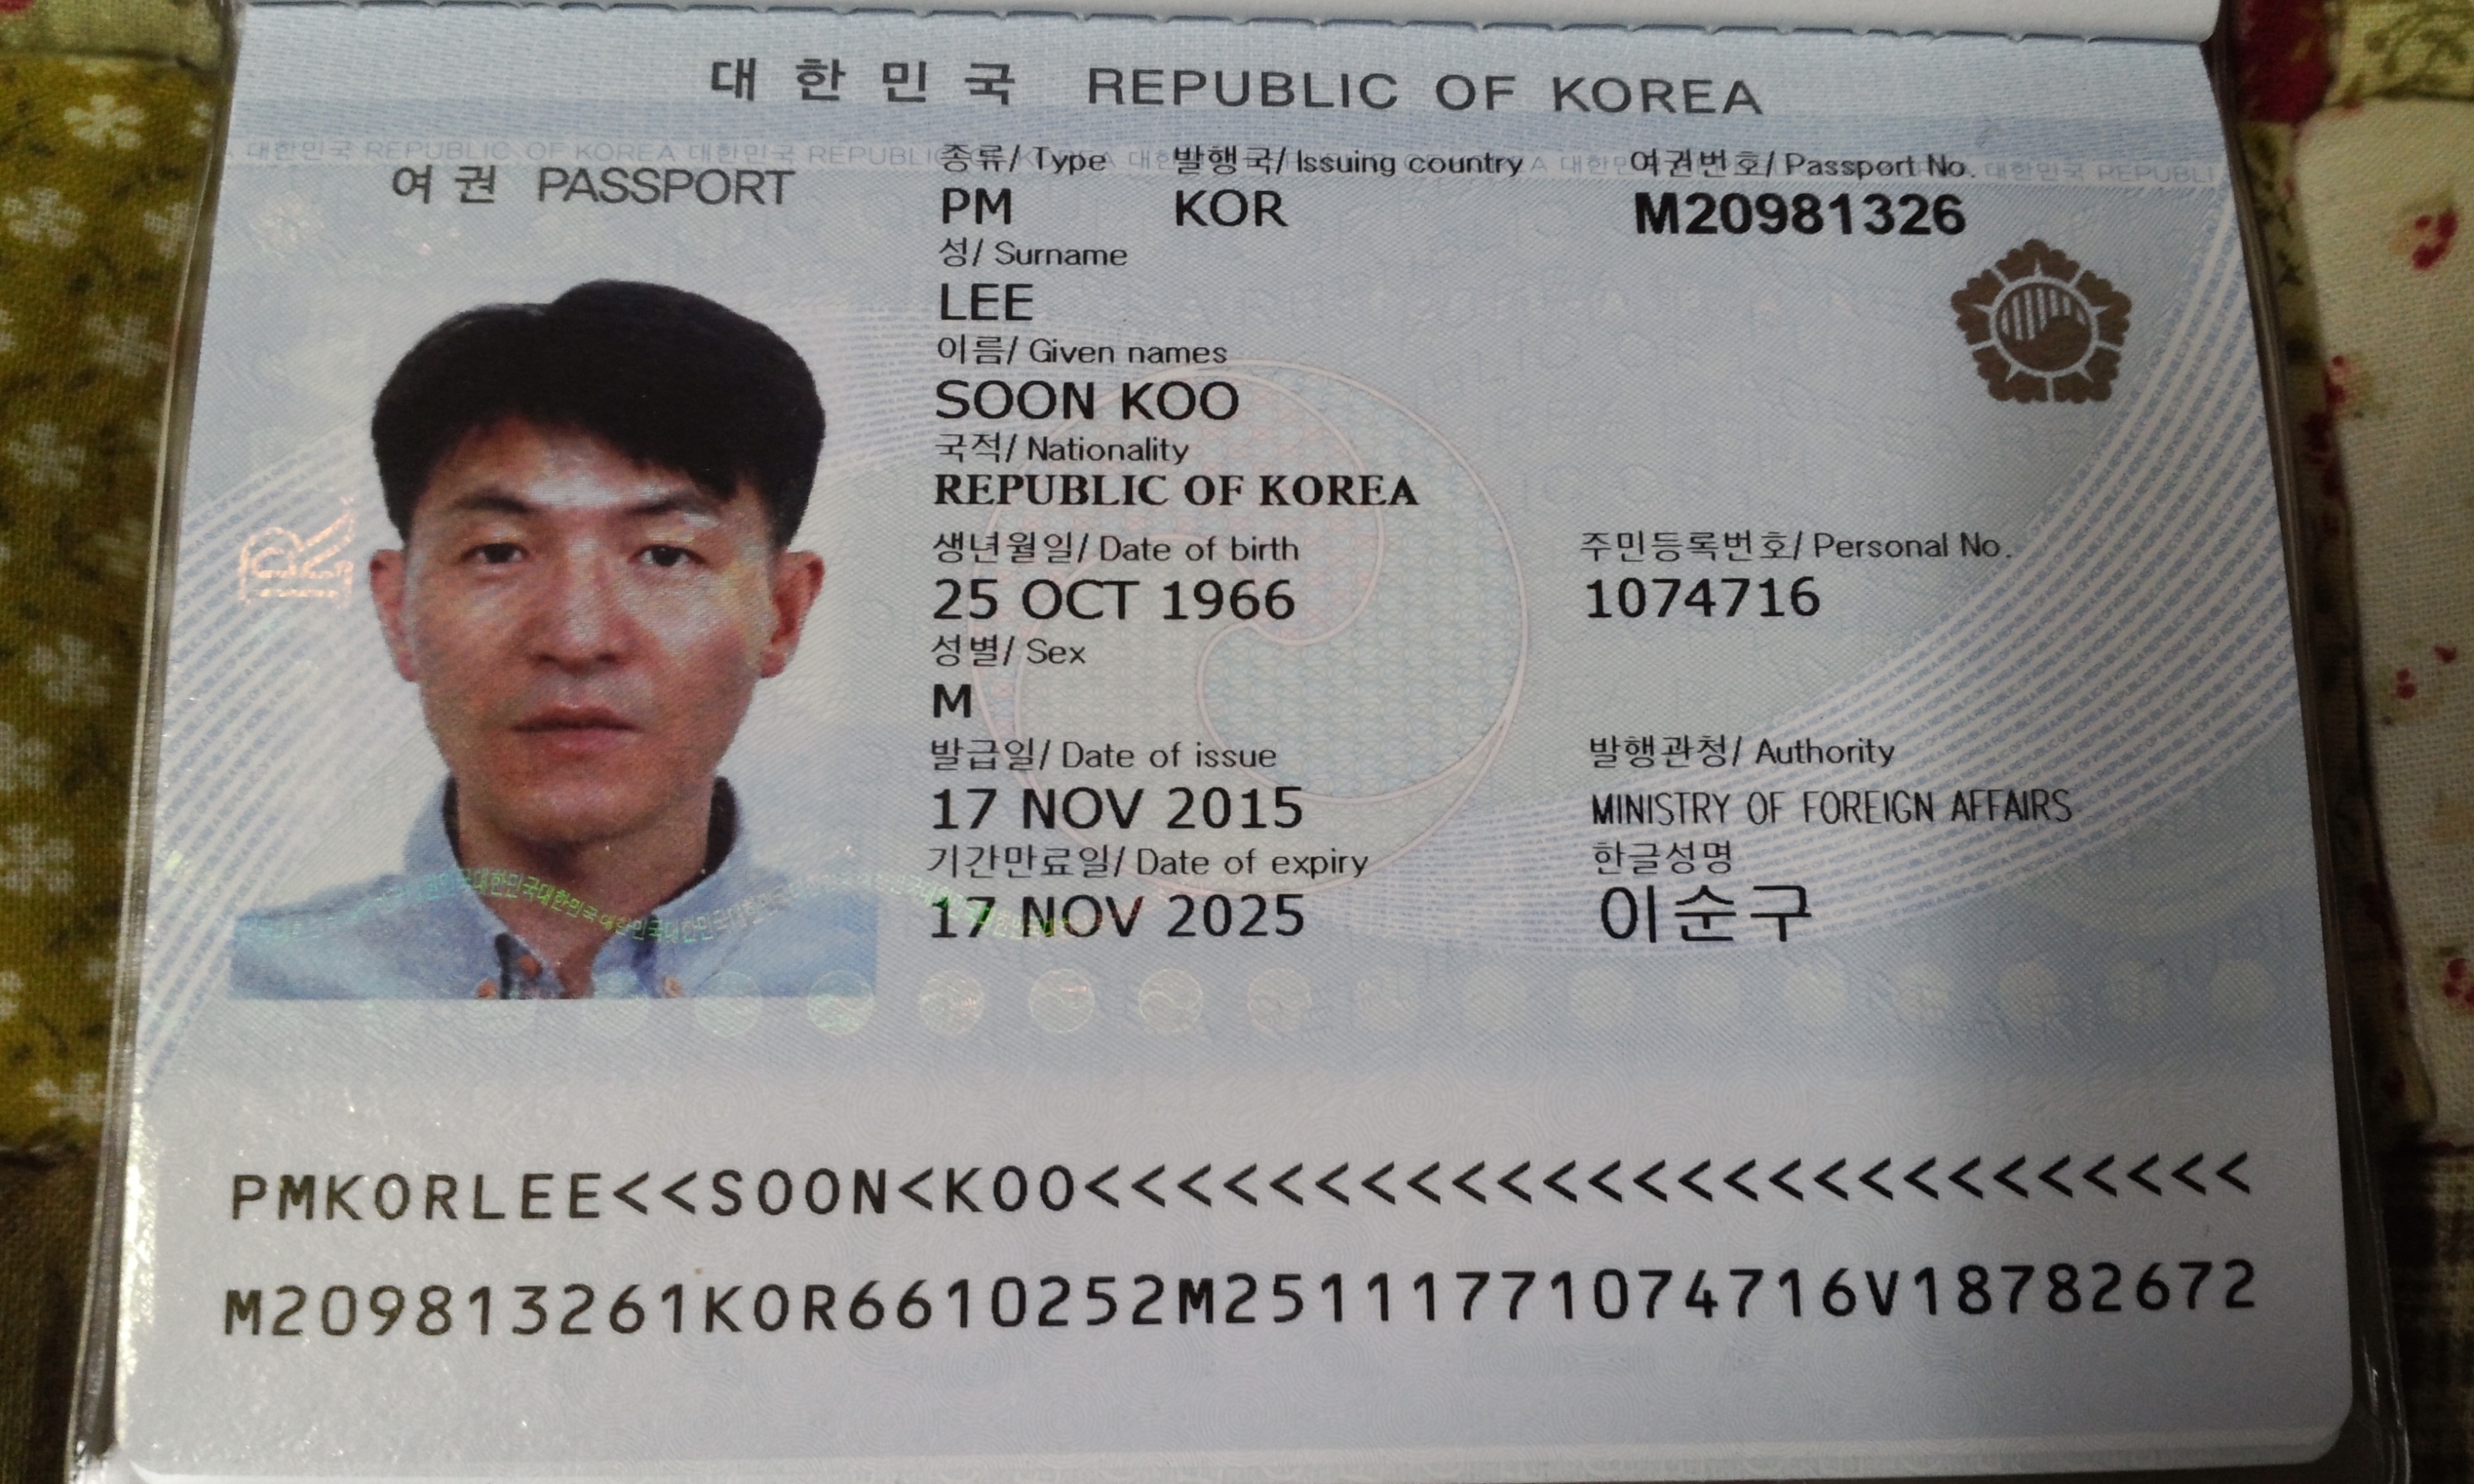 대한민국 REPUBLIC OF KOREA
여권 PASSPORT
종류/ Type 발행국/ Issuing country 여권번호/ Passport No.
PM KOR M20981326
성/ Surname
LEE
이름/ Given names
SOON KOO
국적/ Nationality
REPUBLIC OF KOREA
생년월일/ Date of birth 주민등록번호/ Personal No.
25 OCT 1966 1074716
성별/ Sex
M
발급일/ Date of issue 발행관청/ Authority
17 NOV 2015 MINISTRY OF FOREIGN AFFAIRS
기간만료일/ Date of expiry 한글성명
17 NOV 2025 이순구
PMKORLEE<<SOON<KOO<<<<<<<<<<<<<<<<<<<<<<<<<<
M209813261KOR6610252M25111771074716V18782672